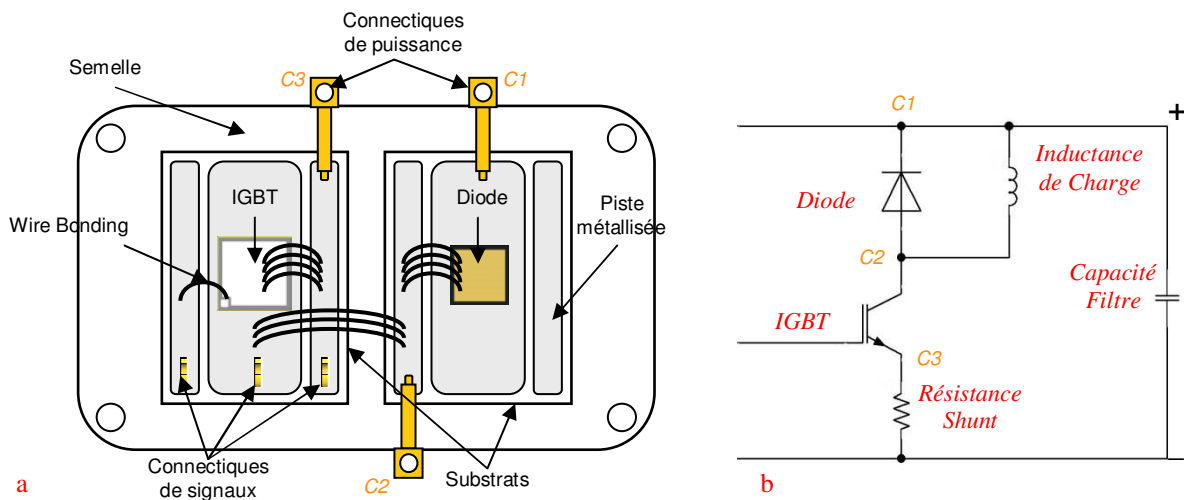 Connectiques
de puissance
Semelle
C3
C1
IGBT
Diode
Wire Bonding
Piste
métallisée
Connectiques
de signaux
C2
Substrats
a
C1
+
Inductance
de Charge
Diode
C2
Capacité
Filtre
IGBT
C3
Résistance
Shunt
-
b